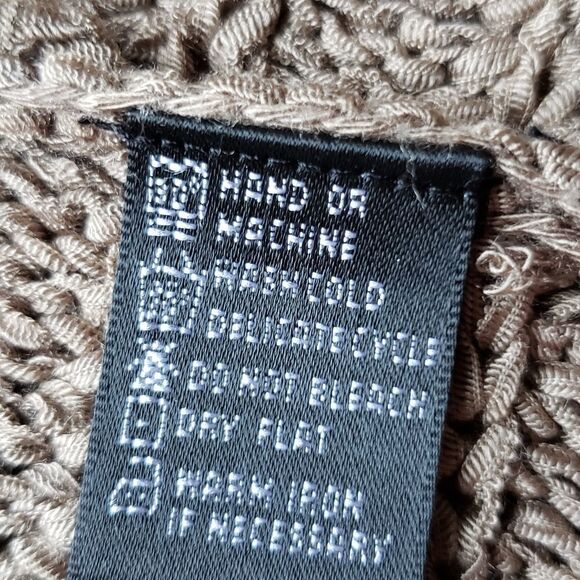 HAND OR
MACHINE
WASH COLD
DELICATE CYCLE
DO NOT BLEACH
DRY FLAT
WARM IRON
IF NECESSARY